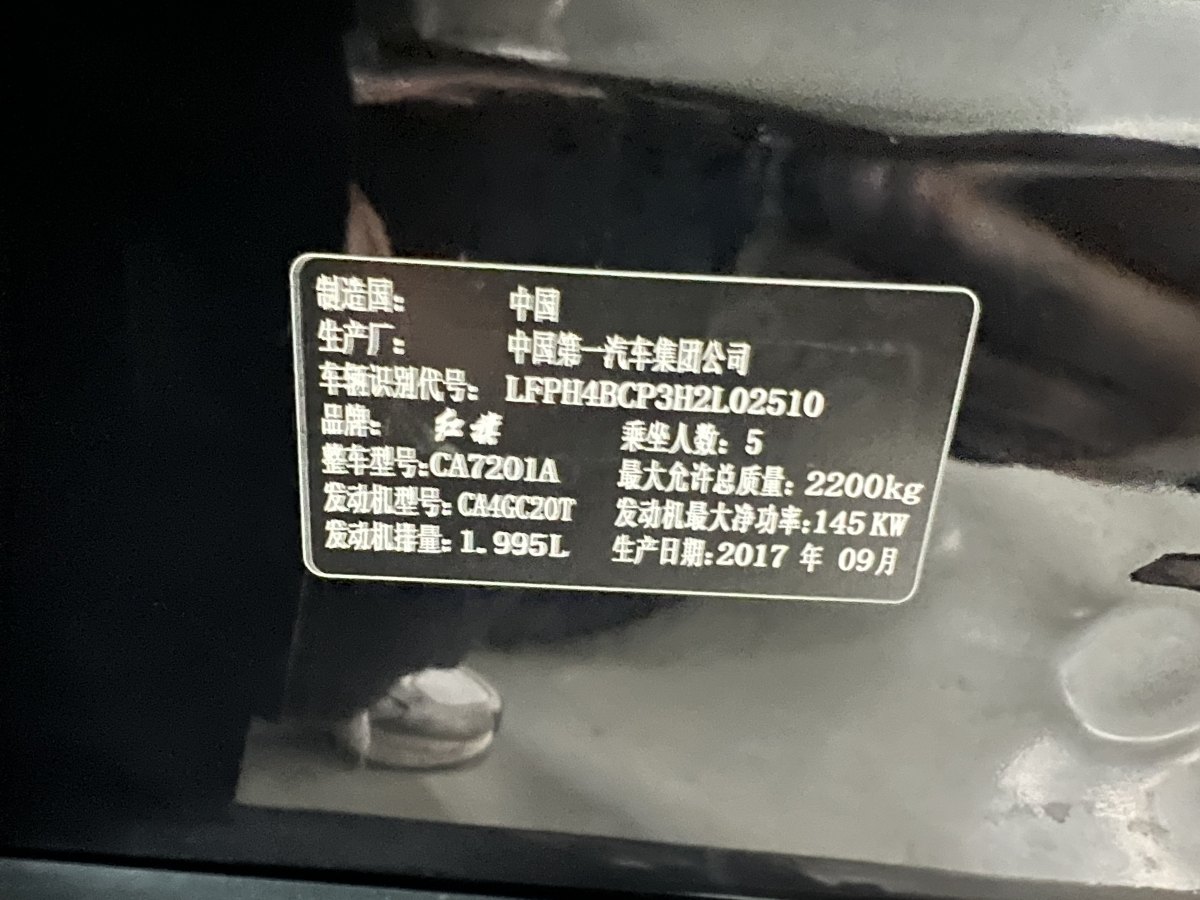 制造国: 中国
生产厂: 中国第一汽车集团公司
车辆识别代号: LFPH4BCP3H2L02510
品牌: 红旗 乘坐人数: 5
整车型号:CA7201A 最大允许总质量: 2200kg
发动机型号: CA4GC20T 发动机最大净功率:145KW
发动机排量: 1.995L 生产日期:2017 年 09月